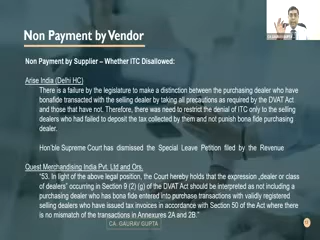 Non Payment by Vendor
Non Payment by Supplier – Whether ITC Disallowed:
Arise India (Delhi HC)
There is a failure by the legislature to make a distinction between the purchasing dealer who have
bonafide transacted with the selling dealer by taking all precautions as required by the DVAT Act
and those that have not. Therefore, there was need to restrict the denial of ITC only to the selling
dealers who had failed to deposit the tax collected by them and not punish bona fide purchasing
dealer.
Hon'ble Supreme Court has dismissed the Special Leave Petition filed by the Revenue
Quest Merchandising India Pvt. Ltd and Ors.
"53. In light of the above legal position, the Court hereby holds that the expression „dealer or class
of dealers" occurring in Section 9 (2) (g) of the DVAT Act should be interpreted as not including a
purchasing dealer who has bona fide entered into purchase transactions with validly registered
selling dealers who have issued tax invoices in accordance with Section 50 of the Act where there
is no mismatch of the transactions in Annexures 2A and 2B."
CA. GAURAV GUPTA